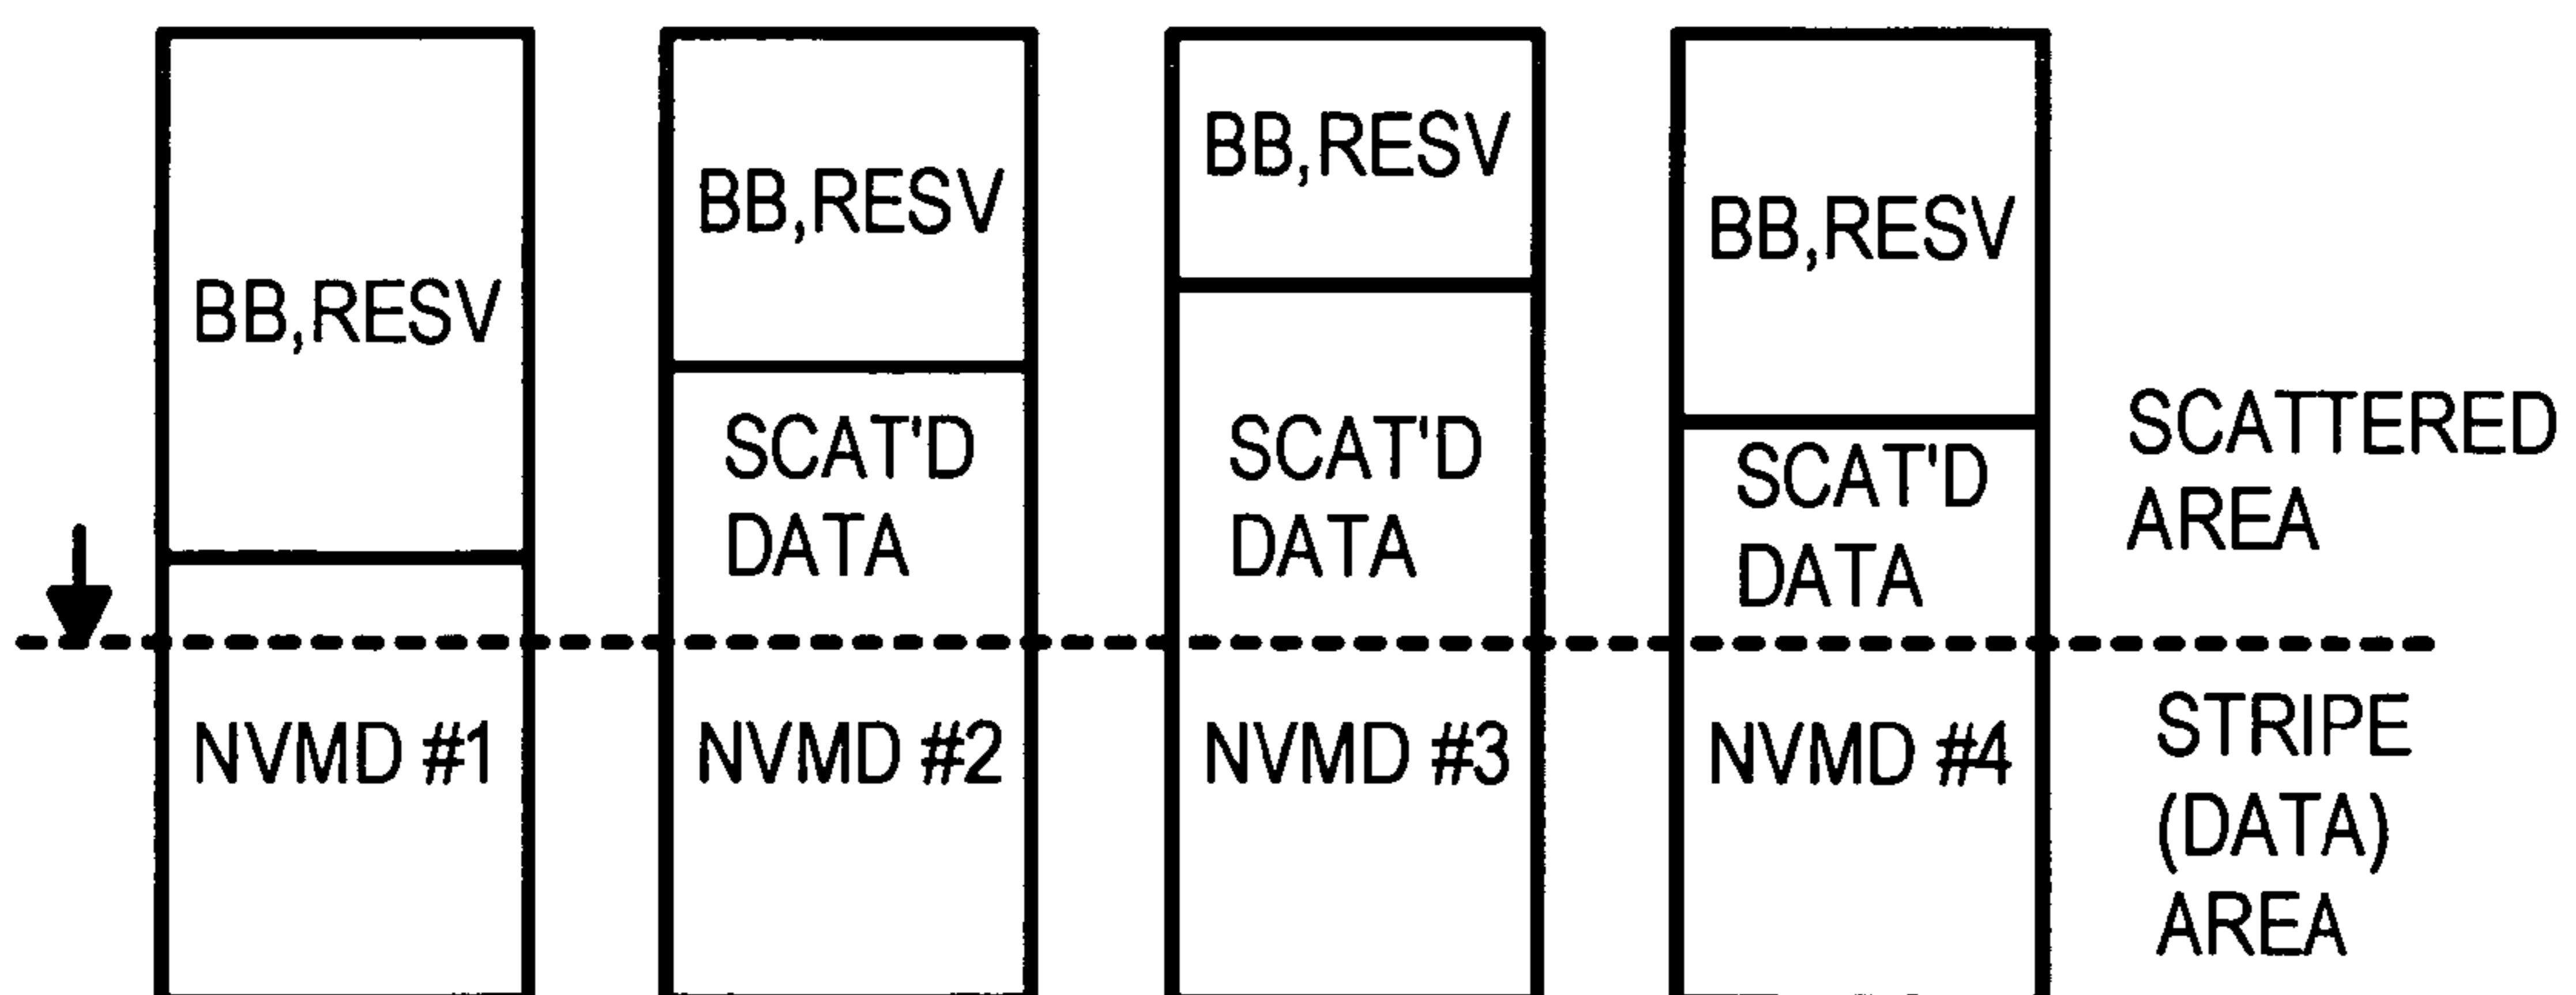 BB,RESV
BB,RESV
BB,RESV
BB,RESV
SCAT'D
DATA
SCAT'D
DATA
SCAT'D
DATA
SCATTERED
AREA
NVMD #1
NVMD #2
NVMD #3
NVMD #4
STRIPE
(DATA)
AREA